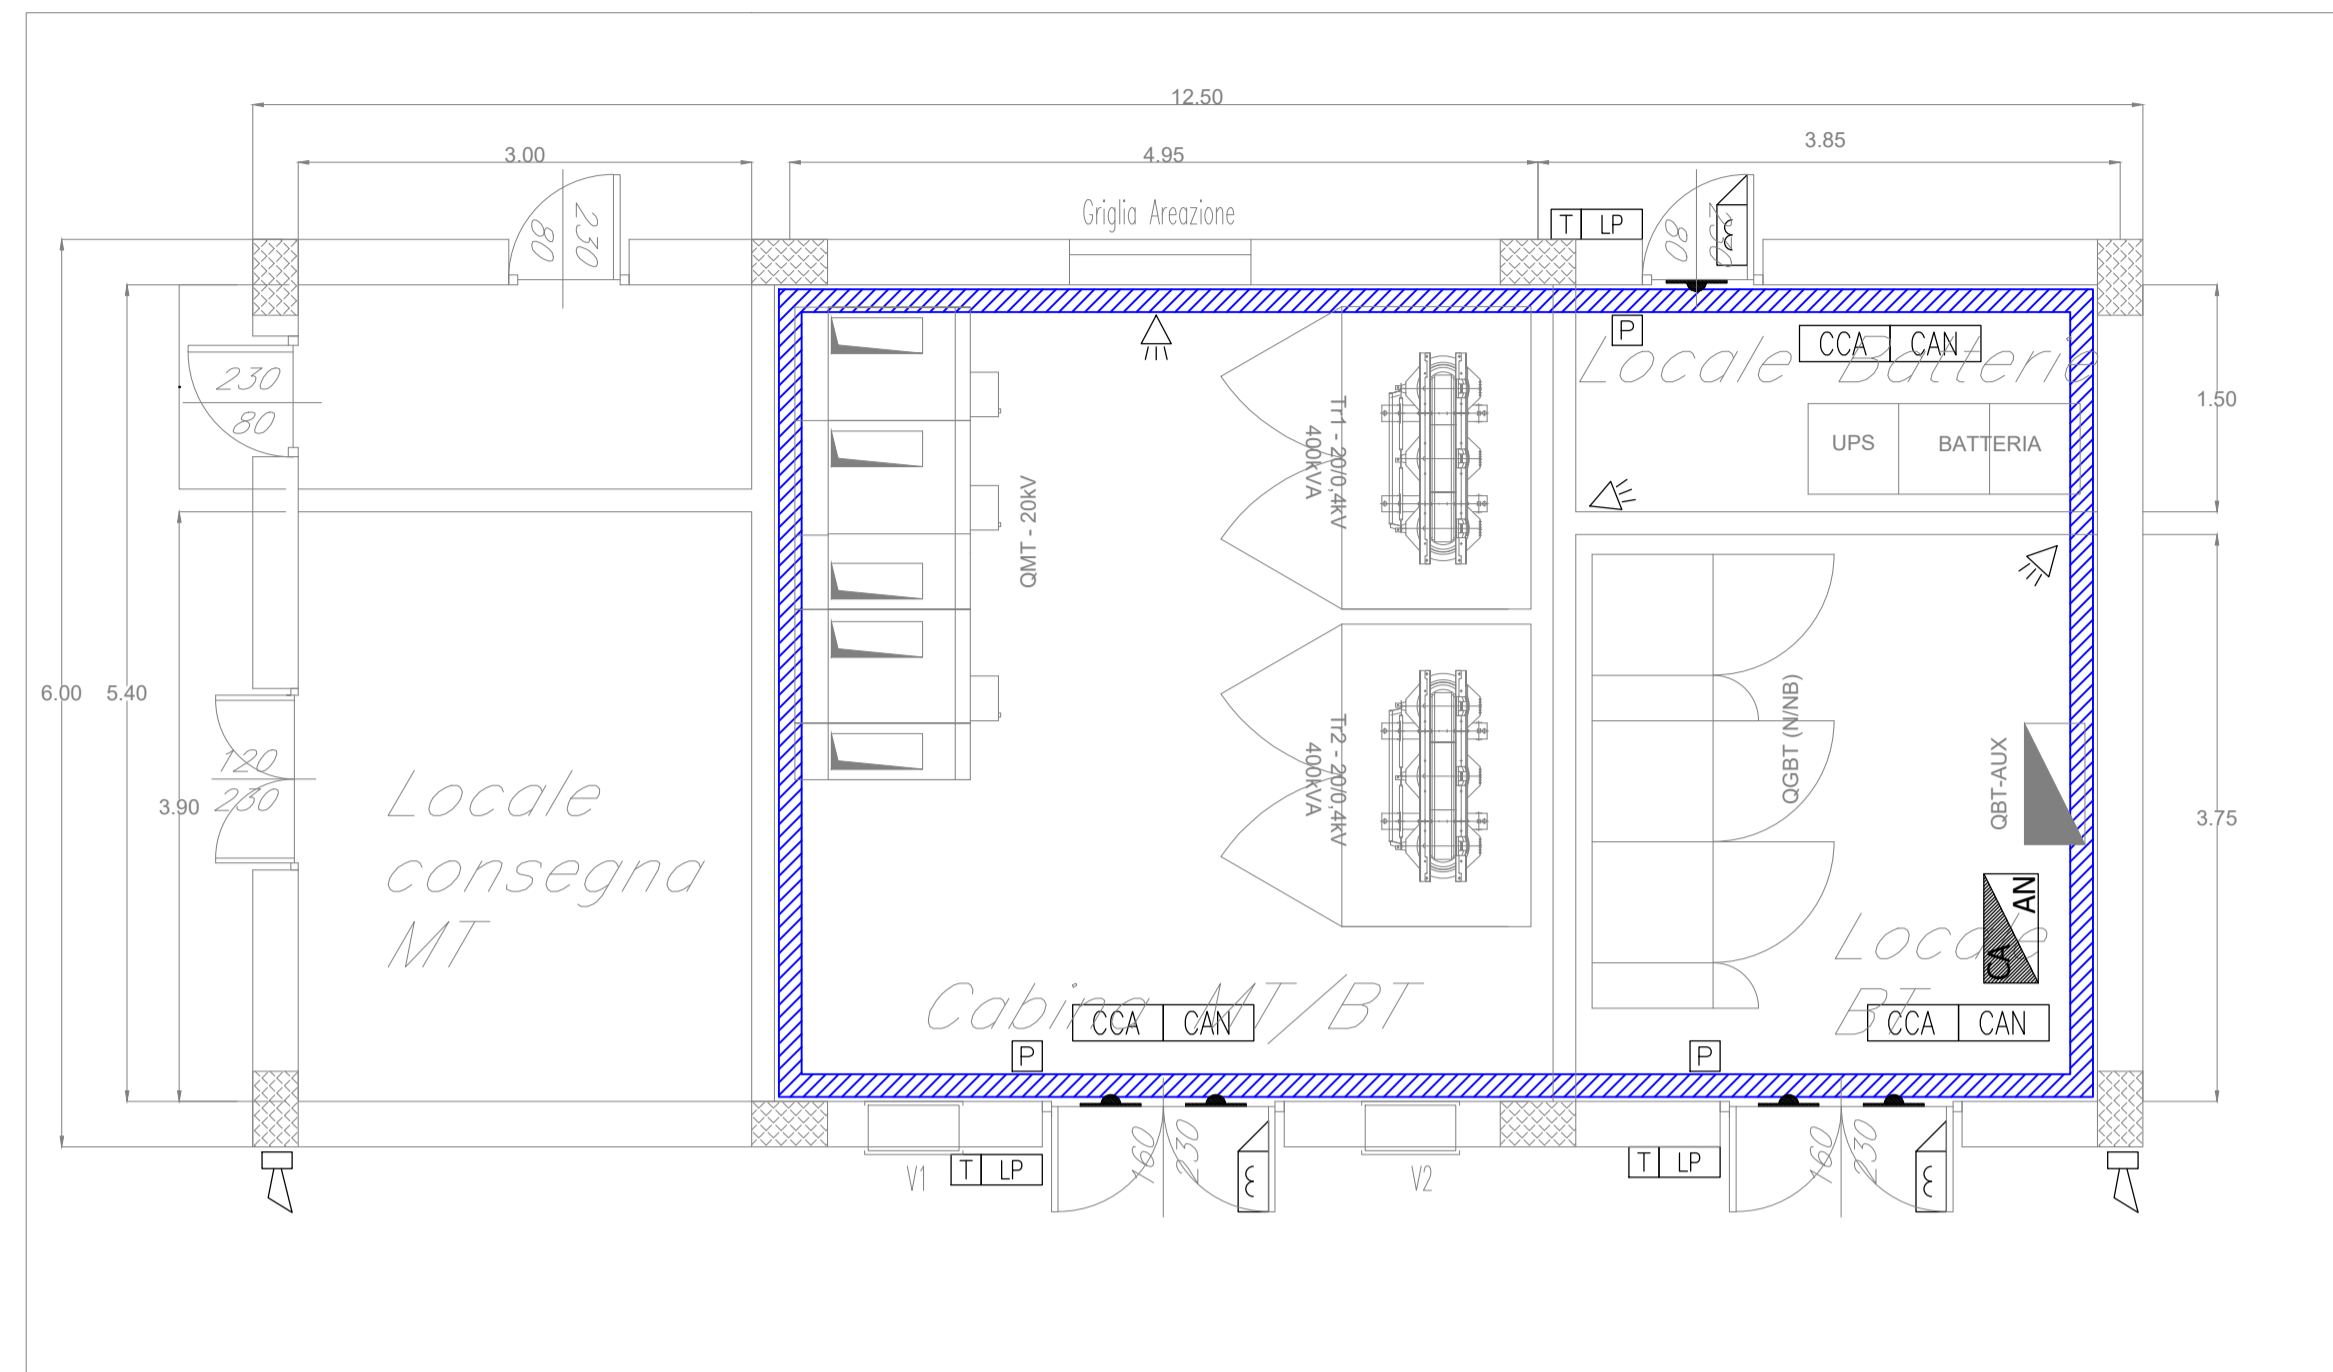 12.50
3.00
4.95
3.85
Griglia Areazione
T LP
80
230
80
230
230
80
P
CCA CAN
Locale Batterie
1.50
UPS
BATTERIA
Tr1 - 20/0,4kV
400kVA
QMT - 20kV
6.00
5.40
120
230
3.90
Locale
consegna
MT
Tr2 - 20/0,4kV
400kVA
QGBT (N/NB)
QBT-AUX
3.75
CA
AN
Locale
BT
Cabina MT/BT
CCA CAN
CCA CAN
P
P
V1
T LP
160
230
V2
T LP
160
230